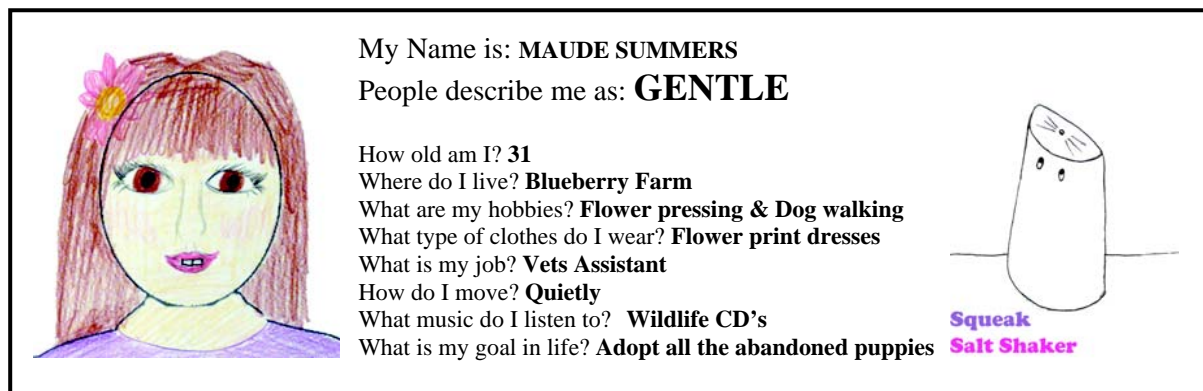 My Name is: MAUDE SUMMERS
People describe me as: GENTLE
How old am I? 31
Where do I live? Blueberry Farm
What are my hobbies? Flower pressing & Dog walking
What type of clothes do I wear? Flower print dresses
What is my job? Vets Assistant
How do I move? Quietly
What music do I listen to? Wildlife CD's
What is my goal in life? Adopt all the abandoned puppies
Squeak
Salt Shaker